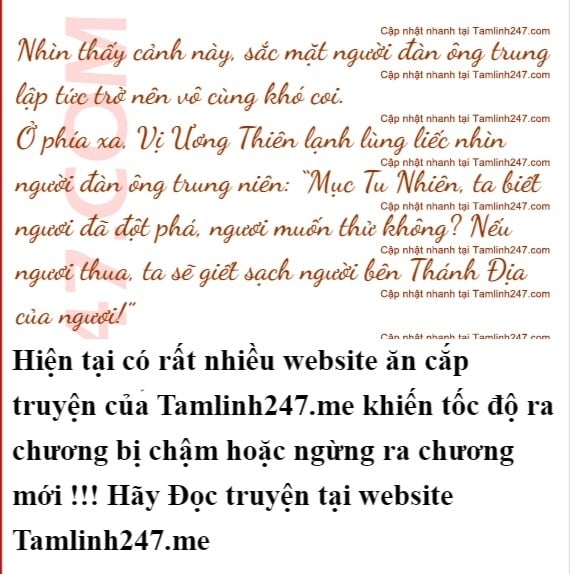 Cập nhật nhanh tại Tamlinh247.com
Nhìn thấy cảnh này, sắc mặt người đàn ông trung
Cập nhật nhanh tại Tamlinh247.com
lập tức trở nên vô cùng khó coi.
Cập nhật nhanh tại Tamlinh247.com
Ở phía xa, Vị Ương Thiên lạnh lùng liếc nhìn
Cập nhật nhanh tại Tamlinh247.com
người đàn ông trung niên: “Mục Tu Nhiên, ta biết
Cập nhật nhanh tại Tamlinh247.com
ngươi đã đột phá, ngươi muốn thử không? Nếu
Cập nhật nhanh tại Tamlinh247.com
ngươi thua, ta sẽ giết sạch người bên Thánh Địa
Cập nhật nhanh tại Tamlinh247.com
của ngươi!”
Cập nhật nhanh tại Tamlinh247.com
47.COM
Hiện tại có rất nhiều website ăn cắp
truyện của Tamlinh247.me khiến tốc độ ra
chương bị chậm hoặc ngừng ra chương
mới !!! Hãy Đọc truyện tại website
Tamlinh247.me